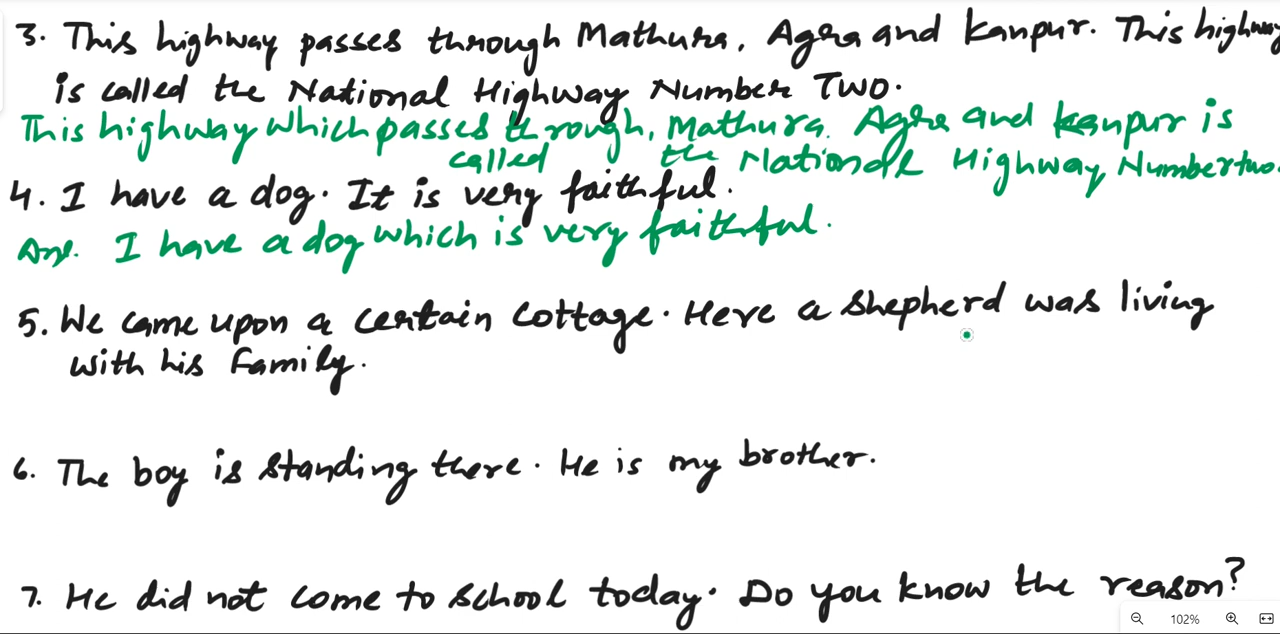 3. This highway passes through Mathura, Agra and Kanpur. This highway
is called the National Highway Number Two.
This highway which passes through, Mathura, Agra and Kanpur is
called the National Highway Number two.
4. I have a dog. It is very faithful.
Ans. I have a dog which is very faithful.
5. We came upon a certain cottage. Here a shepherd was living
with his family.
6. The boy is standing there. He is my brother.
7. He did not come to school today. Do you know the reason?
102%